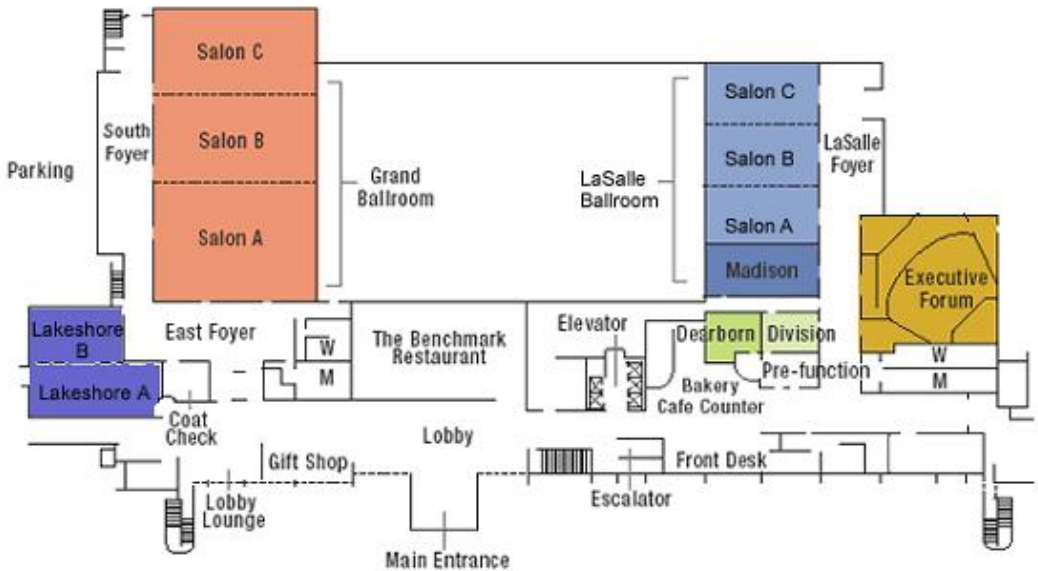 Salon C
Salon B
Salon A
South
Foyer
Parking
Grand
Ballroom
LaSalle
Ballroom
Salon C
Salon B
Salon A
Madison
LaSalle
Foyer
Executive
Forum
Lakeshore
B
Lakeshore A
East Foyer
W
M
The Benchmark
Restaurant
Elevator
Dearborn
Division
Pre-function
W
M
Bakery
Cafe Counter
Coat
Check
Lobby
Gift Shop
Front Desk
Lobby
Lounge
Escalator
Main Entrance